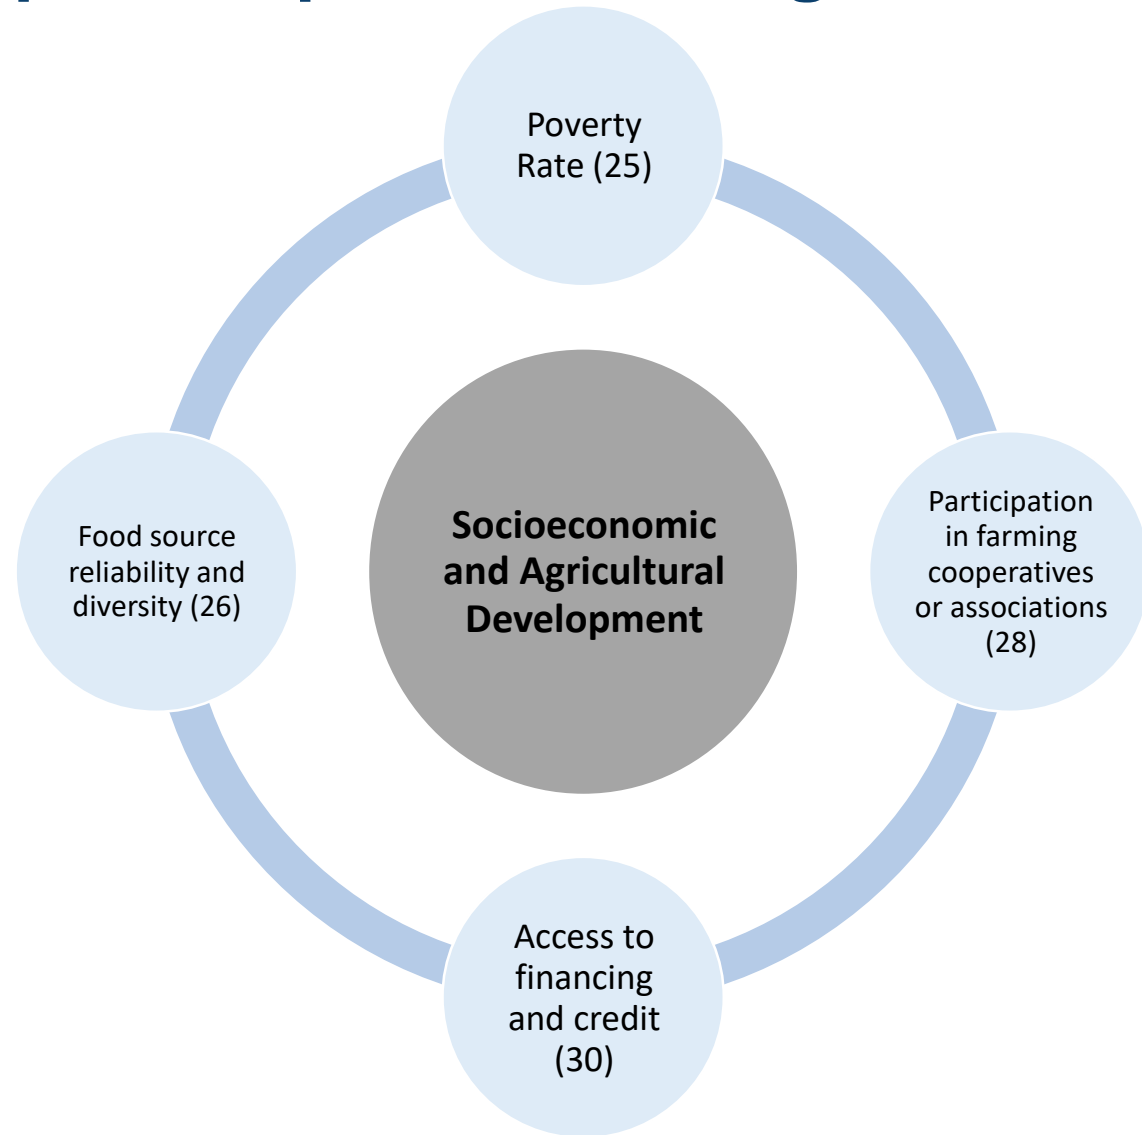 Poverty
Rate (25)
Participation
in farming
cooperatives
or associations
(28)
Socioeconomic
and Agricultural
Development
Food source
reliability and
diversity (26)
Access to
financing
and credit
(30)